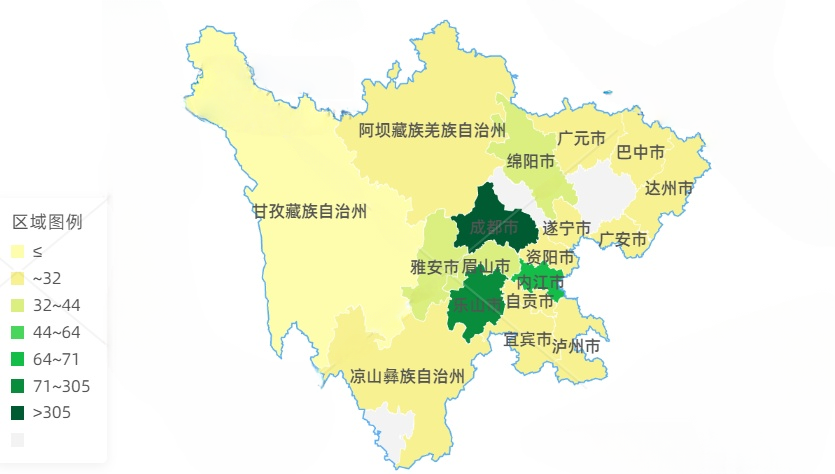 阿坝藏族羌族自治州
广元市
绵阳市
巴中市
达州市
甘孜藏族自治州
成都市
遂宁市
广安市
资阳市
雅安市
眉山市
内江市
乐山市
自贡市
宜宾市
泸州市
凉山彝族自治州
区域图例
≤
~32
32~44
44~64
64~71
71~305
>305